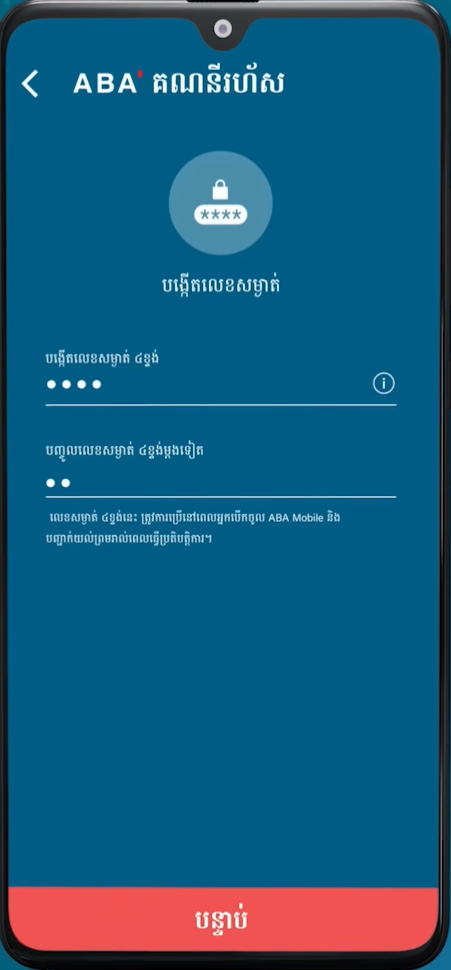 ABA' គណនីរហ័ស
****
បង្កើតលេខសម្ងាត់
បង្កើតលេខសម្ងាត់ ៤ខ្ទង់
បញ្ចូលលេខសម្ងាត់ ៤ខ្ទង់ម្តងទៀត
លេខសម្ងាត់ ៤ខ្ទង់នេះ ត្រូវការប្រើនៅពេលអ្នកបើកចូល ABA Mobile និង
បញ្ជាក់យល់ព្រមរាល់ពេលធ្វើប្រតិបត្តិការ។
បន្ទាប់